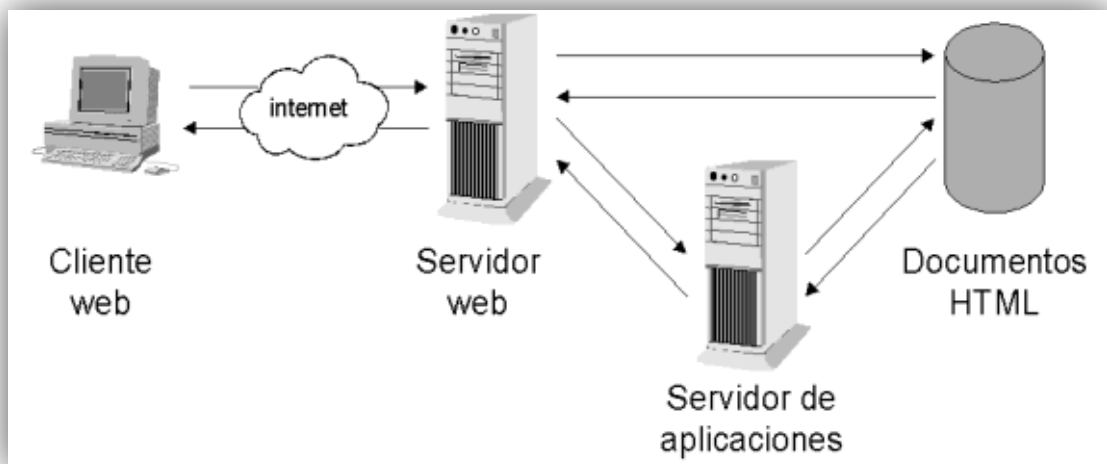 internet
Cliente
web
Servidor
web
Documentos
HTML
Servidor de
aplicaciones